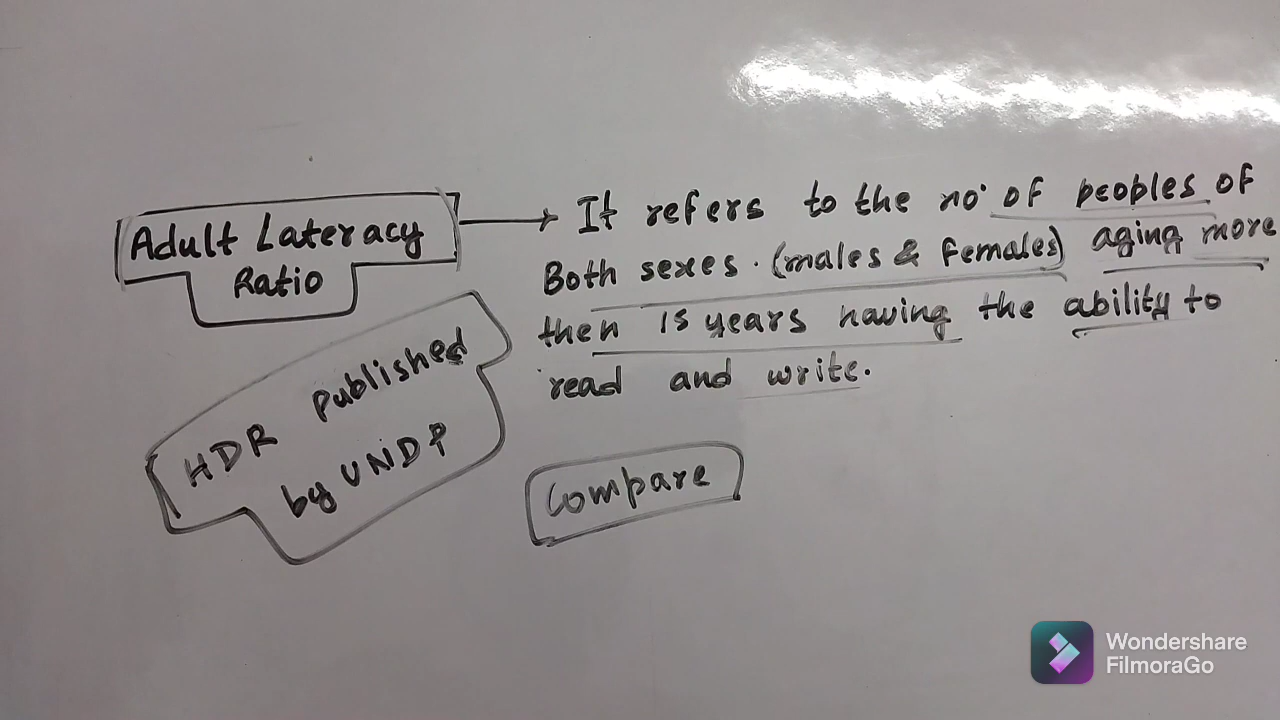 Adult Lateracy
Ratio
It refers to the no. of peoples of
Both sexes. (males & females) aging more
then 15 years having the ability to
read and write.
HDR published
by UNDP
Compare
Wondershare
FilmoraGo